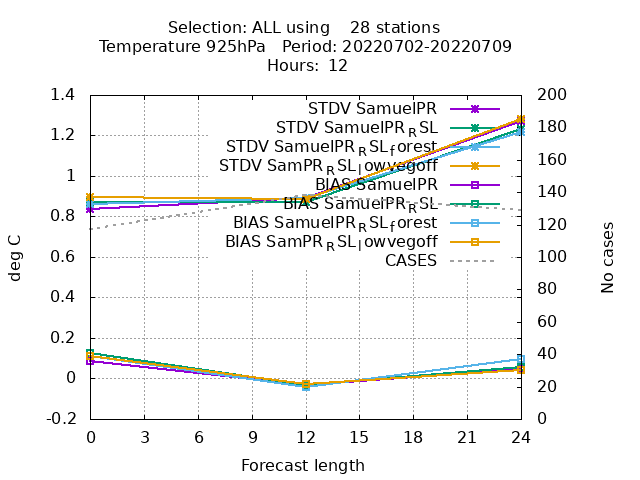 Selection: ALL using    28 stations
Temperature 925hPa   Period: 20220702-20220709
Hours:  12
1.4
1.2
1
0.8
0.6
0.4
0.2
0
-0.2
deg C
STDV SamuelPR
STDV SamuelPR_RSL
STDV SamuelPR_RSL_forest
STDV SamPR_RSL_lowvegoff
BIAS SamuelPR
BIAS SamuelPR_RSL
BIAS SamuelPR_RSL_forest
BIAS SamPR_RSL_lowvegoff
CASES
200
180
160
140
120
100
80
60
40
20
0
No cases
0 3 6 9 12 15 18 21 24
Forecast length